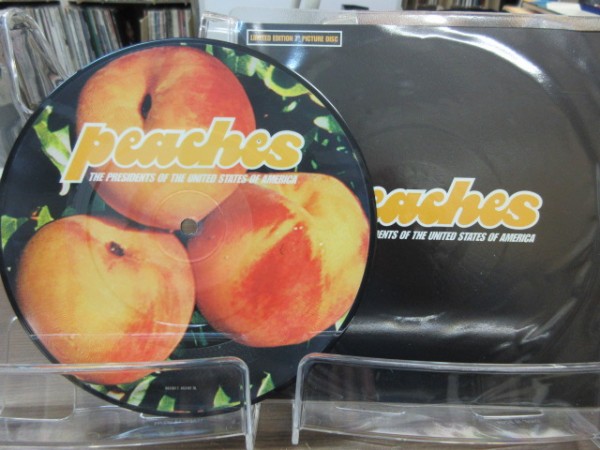 LIMITED EDITION 7" PICTURE DISC
peaches
THE PRESIDENTS OF THE UNITED STATES OF AMERICA
eaches
ENTS OF THE UNITED STATES OF AMERICA